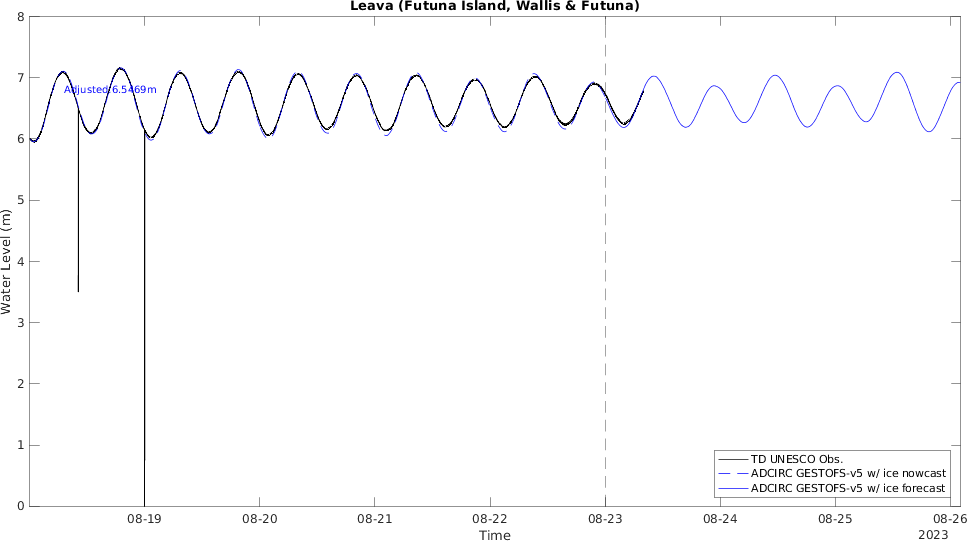 Leava (Futuna Island, Wallis & Futuna)
8
7
6
5
4
3
2
1
0
Water Level (m)
Adjusted:6.5469m
TD UNESCO Obs.
ADCIRC GESTOFS-v5 w/ ice nowcast
ADCIRC GESTOFS-v5 w/ ice forecast
08-19 08-20 08-21 08-22 08-23 08-24 08-25 08-26
Time
2023